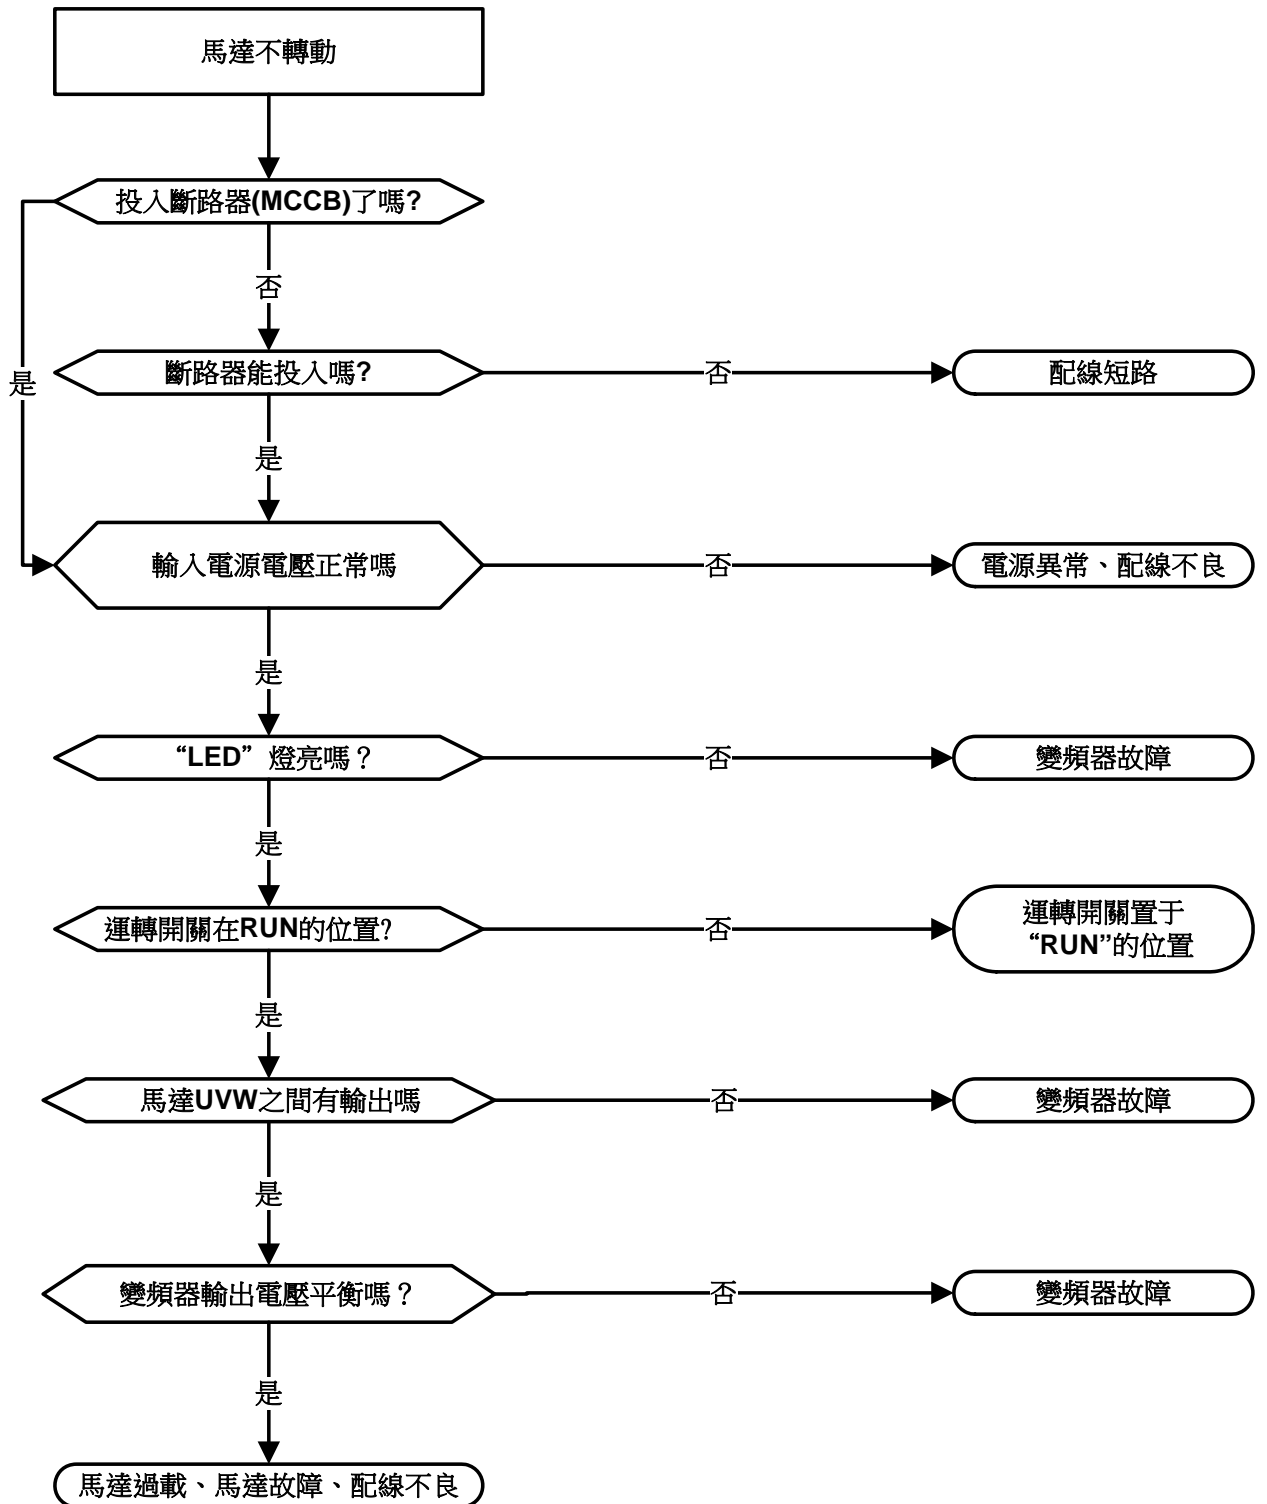 馬達不轉動
投入斷路器(MCCB)了嗎?
否
是
斷路器能投入嗎?
否
配線短路
是
輸入電源電壓正常嗎
否
電源異常、配線不良
是
“LED”燈亮嗎？
否
變頻器故障
是
運轉開關在RUN的位置?
否
運轉開關置于
“RUN”的位置
是
馬達UVW之間有輸出嗎
否
變頻器故障
是
變頻器輸出電壓平衡嗎？
否
變頻器故障
是
馬達過載、馬達故障、配線不良